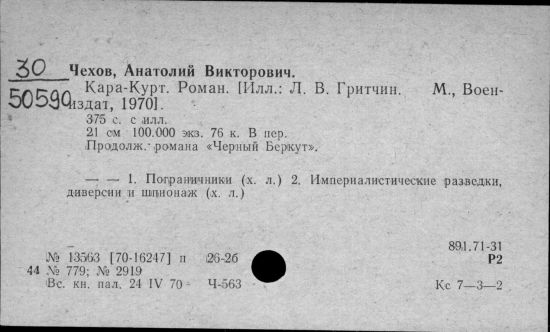 30
50590
Чехов, Анатолий Викторович.
Кара-Курт. Роман. [Илл.: Л. В. Гритчин. М., Воен-
издат, 1970].
375 с. с илл.
21 см 100.000 экз. 76 к. В пер.
Продолж. романа «Черный Беркут».
— — 1. Пограничники (х. л.) 2. Империалистические разведки,
диверсии и шпионаж (х. л.)
891.71-31
№ 13563 [70-16247] п 26-2б Р2
44 № 779; № 2919
Вс. кн. пал. 24 IV 70 Ч-563 Кс 7—3—2